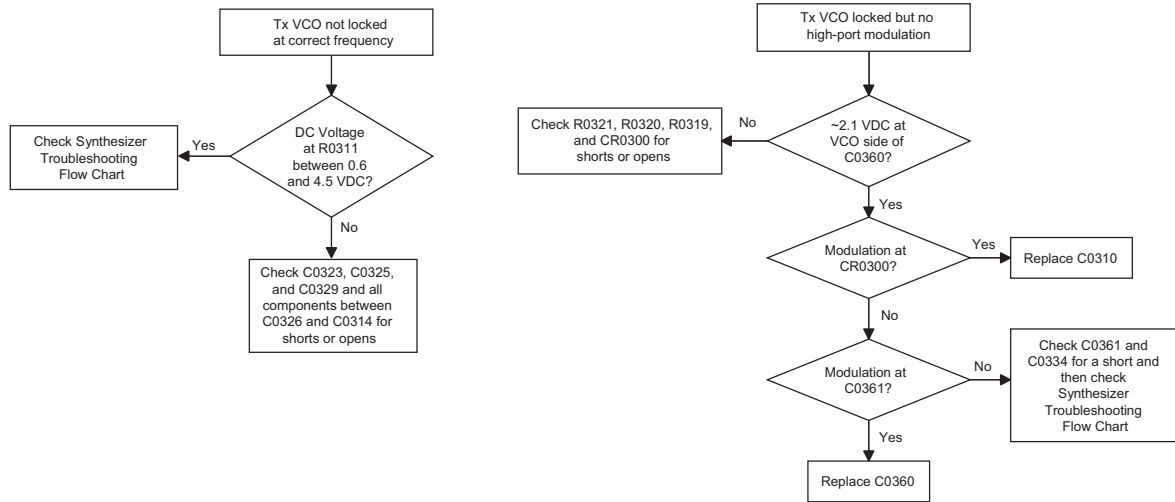 Tx VCO not locked
at correct frequency
DC Voltage
at R0311
between 0.6
and 4.5 VDC?
Yes
Check Synthesizer
Troubleshooting
Flow Chart
No
Check C0323, C0325,
and C0329 and all
components between
C0326 and C0314 for
shorts or opens
Tx VCO locked but no
high-port modulation
~2.1 VDC at
VCO side of
C0360?
No
Check R0321, R0320, R0319,
and CR0300 for
shorts or opens
Yes
Modulation at
CR0300?
Yes
Replace C0310
No
Modulation at
C0361?
No
Check C0361 and
C0334 for a short and
then check
Synthesizer
Troubleshooting
Flow Chart
Yes
Replace C0360